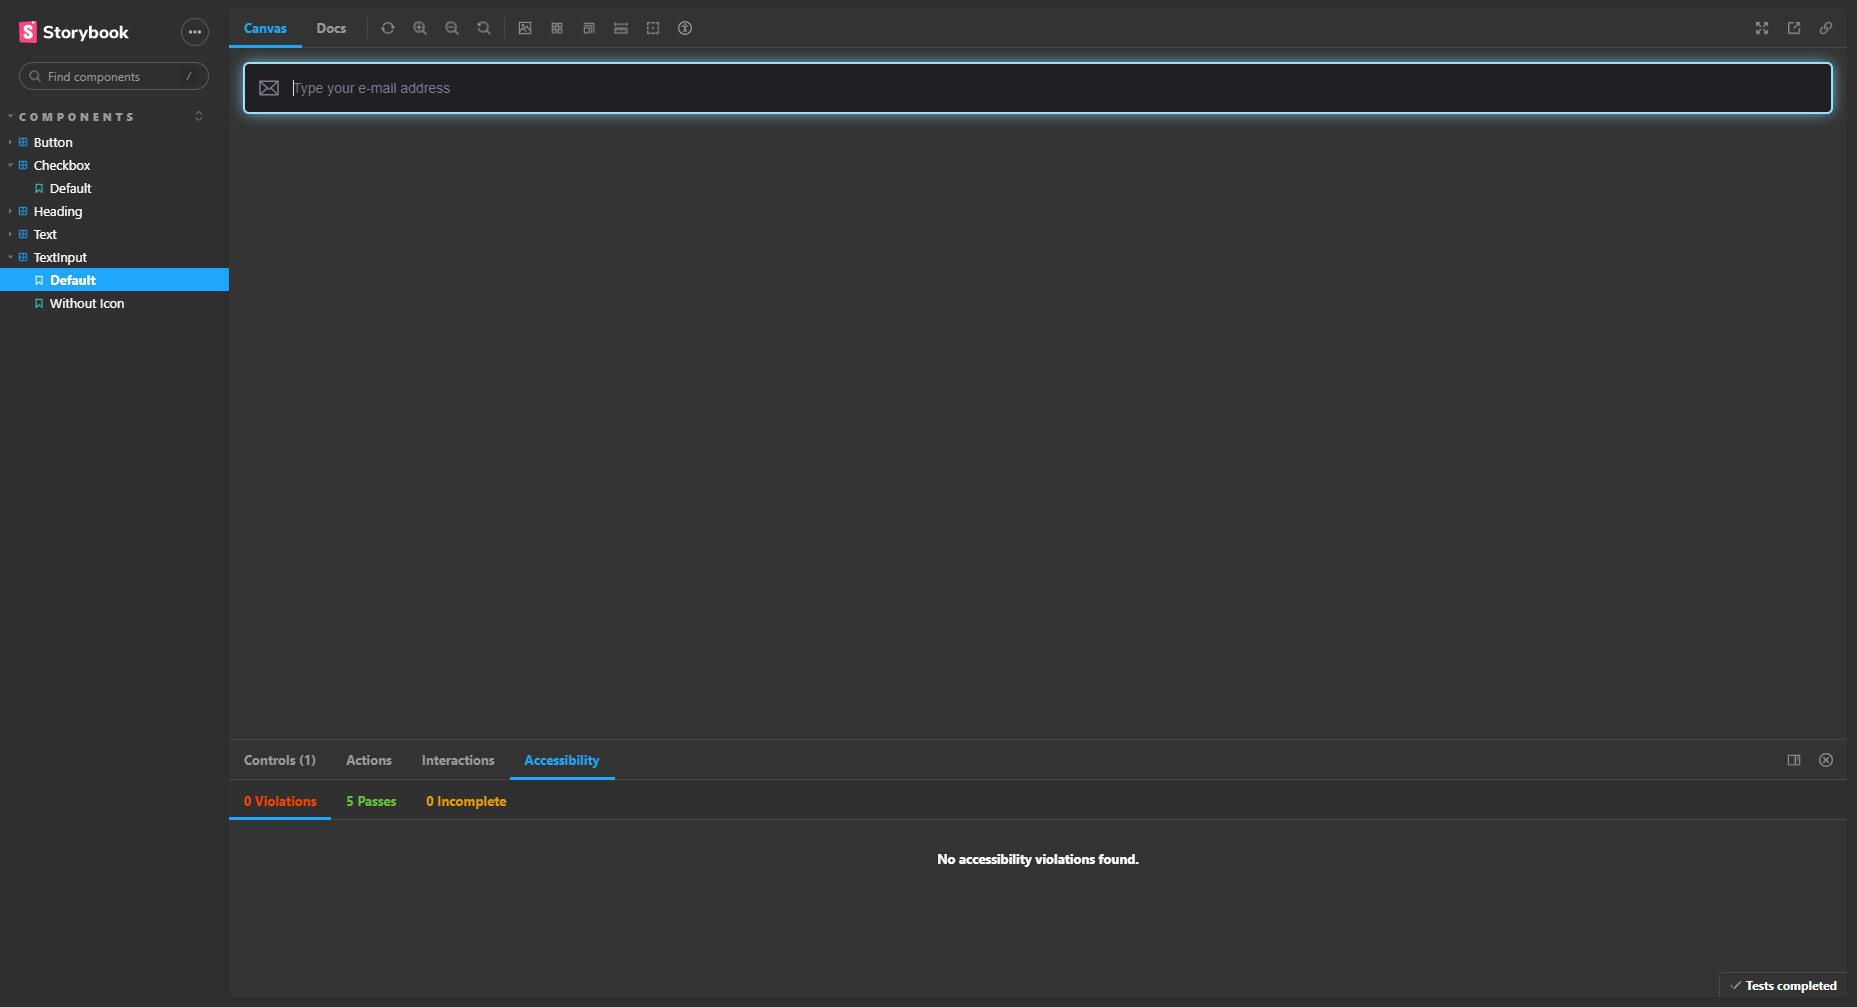 Storybook
Find components /
COMPONENTS
Button
Checkbox
Default
Heading
Text
TextInput
Default
Without Icon
Canvas Docs
Type your e-mail address
Controls (1) Actions Interactions Accessibility
0 Violations 5 Passes 0 Incomplete
No accessibility violations found.
Tests completed